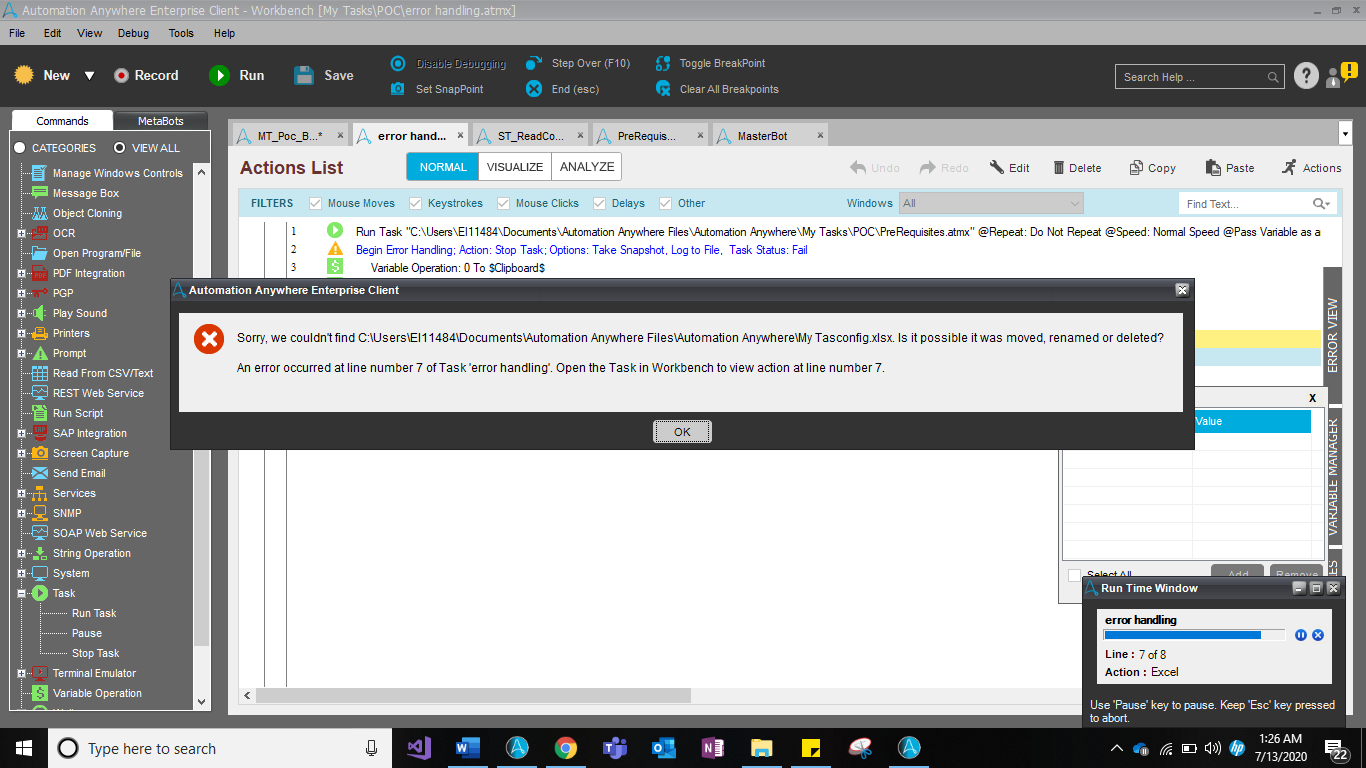 Automation Anywhere Enterprise Client - Workbench [My Tasks\POC\error handling.atmx]
File Edit View Debug Tools Help
New Record Run Save
Disable Debugging Step Over (F10) Toggle BreakPoint
Set SnapPoint End (esc) Clear All Breakpoints
Search Help ...
Commands MetaBots
CATEGORIES VIEW ALL
Manage Windows Controls
Message Box
Object Cloning
OCR
Open Program/File
PDF Integration
PGP
Play Sound
Printers
Prompt
Read From CSV/Text
REST Web Service
Run Script
SAP Integration
Screen Capture
Send Email
Services
SNMP
SOAP Web Service
String Operation
System
Task
Run Task
Pause
Stop Task
Terminal Emulator
Variable Operation
MT_Poc_B...* error hand... ST_ReadCo... PreRequis... MasterBot
Actions List NORMAL VISUALIZE ANALYZE Undo Redo Edit Delete Copy Paste Actions
FILTERS Mouse Moves Keystrokes Mouse Clicks Delays Other Windows All Find Text...
1 Run Task "C:\Users\EI11484\Documents\Automation Anywhere Files\Automation Anywhere\My Tasks\POC\PreRequisites.atmx" @Repeat: Do Not Repeat @Speed: Normal Speed @Pass Variable as a
2 Begin Error Handling; Action: Stop Task; Options: Take Snapshot, Log to File, Task Status: Fail
3 Variable Operation: 0 To $Clipboard$
Automation Anywhere Enterprise Client
Sorry, we couldn't find C:\Users\EI11484\Documents\Automation Anywhere Files\Automation Anywhere\My Tasconfig.xlsx. Is it possible it was moved, renamed or deleted?
An error occurred at line number 7 of Task 'error handling'. Open the Task in Workbench to view action at line number 7.
OK
ERROR VIEW
VARIABLE MANAGER
X
Value
Select All Add Remove
Run Time Window
error handling
Line : 7 of 8
Action : Excel
Use 'Pause' key to pause. Keep 'Esc' key pressed
to abort.
Type here to search
1:26 AM
7/13/2020
22